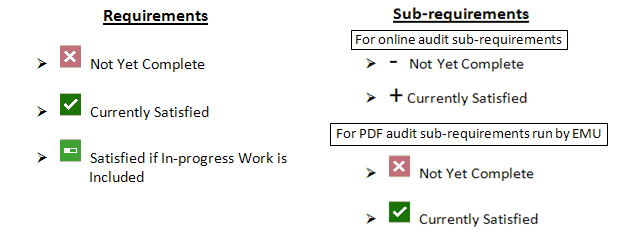 Requirements
Not Yet Complete
Currently Satisfied
Satisfied if In-progress Work is
Included
Sub-requirements
For online audit sub-requirements
- Not Yet Complete
+ Currently Satisfied
For PDF audit sub-requirements run by EMU
Not Yet Complete
Currently Satisfied